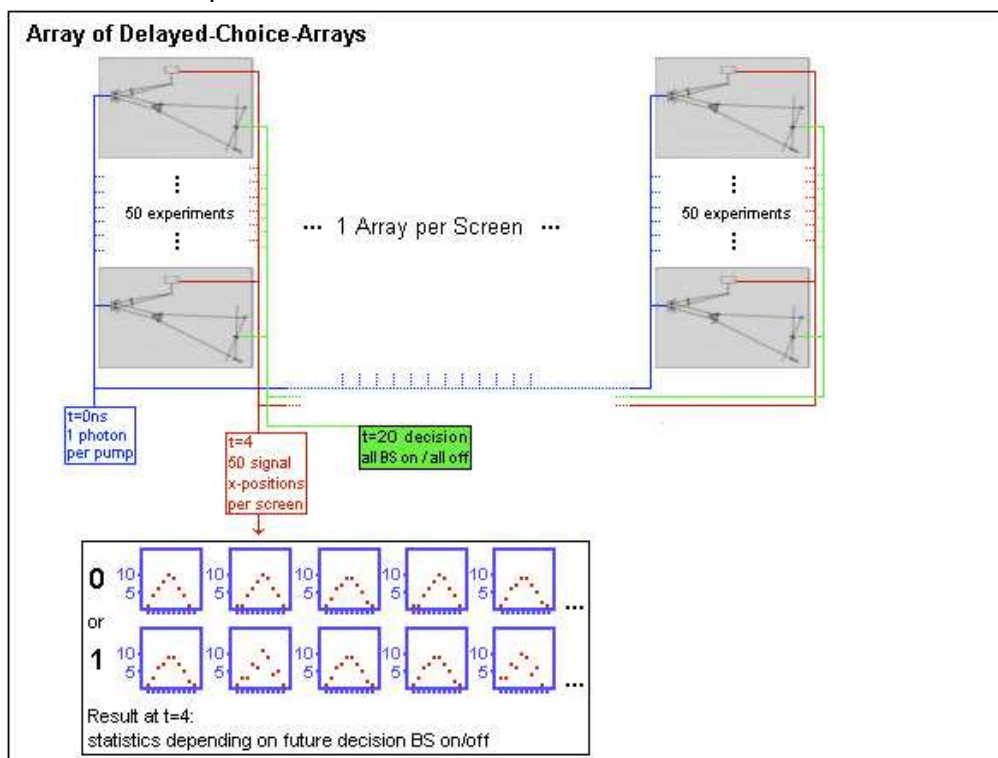 Array of Delayed-Choice-Arrays
50 experiments
... 1 Array per Screen ...
50 experiments
t=0ns
1 photon
per pump
t=4
50 signal
x-positions
per screen
t=20 decision
all BS on / all off
0
10
5
10
5
10
5
10
5
10
5
...
or
1
10
5
10
5
10
5
10
5
10
5
...
Result at t=4:
statistics depending on future decision BS on/off